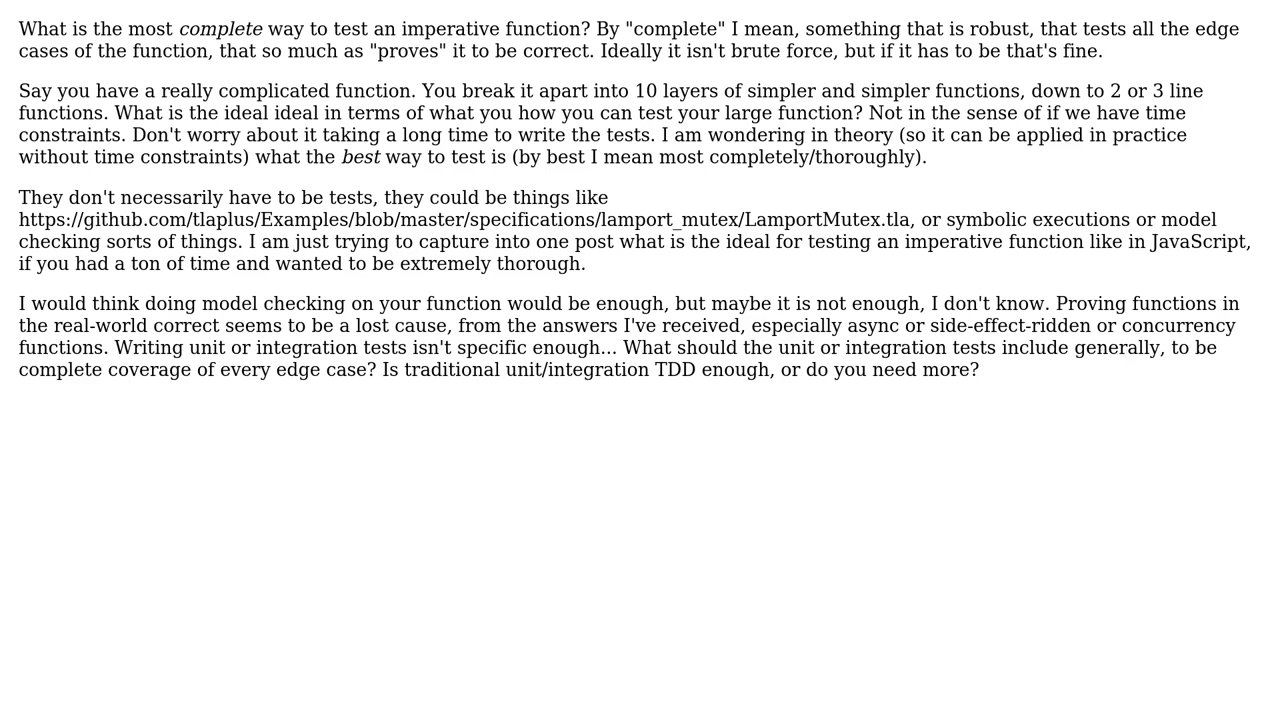 What is the most complete way to test an imperative function? By "complete" I mean, something that is robust, that tests all the edge
cases of the function, that so much as "proves" it to be correct. Ideally it isn't brute force, but if it has to be that's fine.
Say you have a really complicated function. You break it apart into 10 layers of simpler and simpler functions, down to 2 or 3 line
functions. What is the ideal ideal in terms of what you how you can test your large function? Not in the sense of if we have time
constraints. Don't worry about it taking a long time to write the tests. I am wondering in theory (so it can be applied in practice
without time constraints) what the best way to test is (by best I mean most completely/thoroughly).
They don't necessarily have to be tests, they could be things like
https://github.com/tlaplus/Examples/blob/master/specifications/lamport_mutex/LamportMutex.tla, or symbolic executions or model
checking sorts of things. I am just trying to capture into one post what is the ideal for testing an imperative function like in JavaScript,
if you had a ton of time and wanted to be extremely thorough.
I would think doing model checking on your function would be enough, but maybe it is not enough, I don't know. Proving functions in
the real-world correct seems to be a lost cause, from the answers I've received, especially async or side-effect-ridden or concurrency
functions. Writing unit or integration tests isn't specific enough... What should the unit or integration tests include generally, to be
complete coverage of every edge case? Is traditional unit/integration TDD enough, or do you need more?